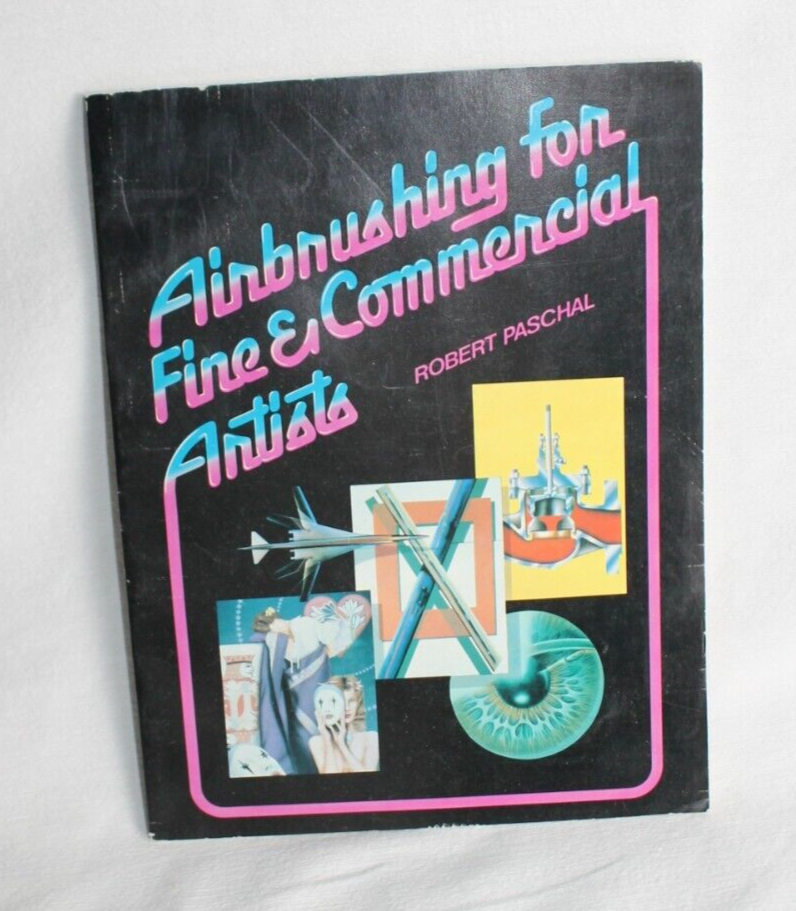 Airbrushing for
Fine & Commercial
Artists
ROBERT PASCHAL